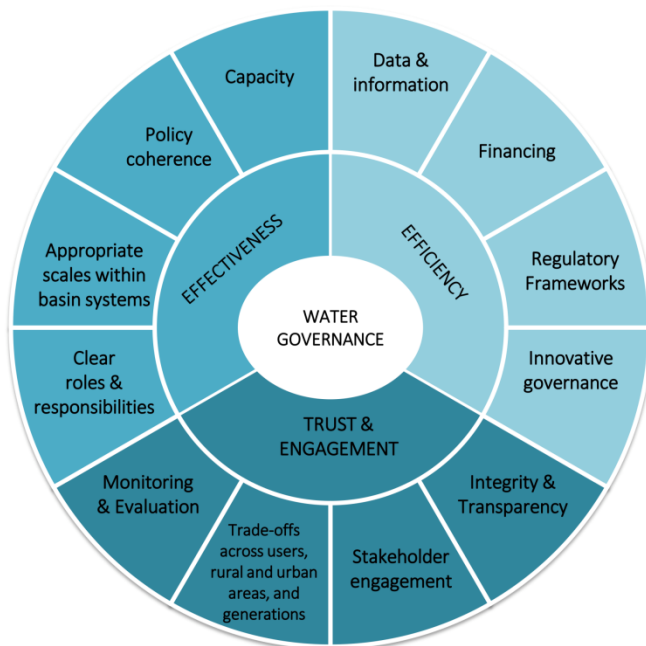 Capacity
Data &
information
Policy
coherence
Financing
Appropriate
scales within
basin systems
EFFECTIVENESS
EFFICIENCY
Regulatory
Frameworks
WATER
GOVERNANCE
Clear
roles &
responsibilities
Innovative
governance
TRUST &
ENGAGEMENT
Monitoring
& Evaluation
Integrity &
Transparency
Trade-offs
across users,
rural and urban
areas, and
generations
Stakeholder
engagement